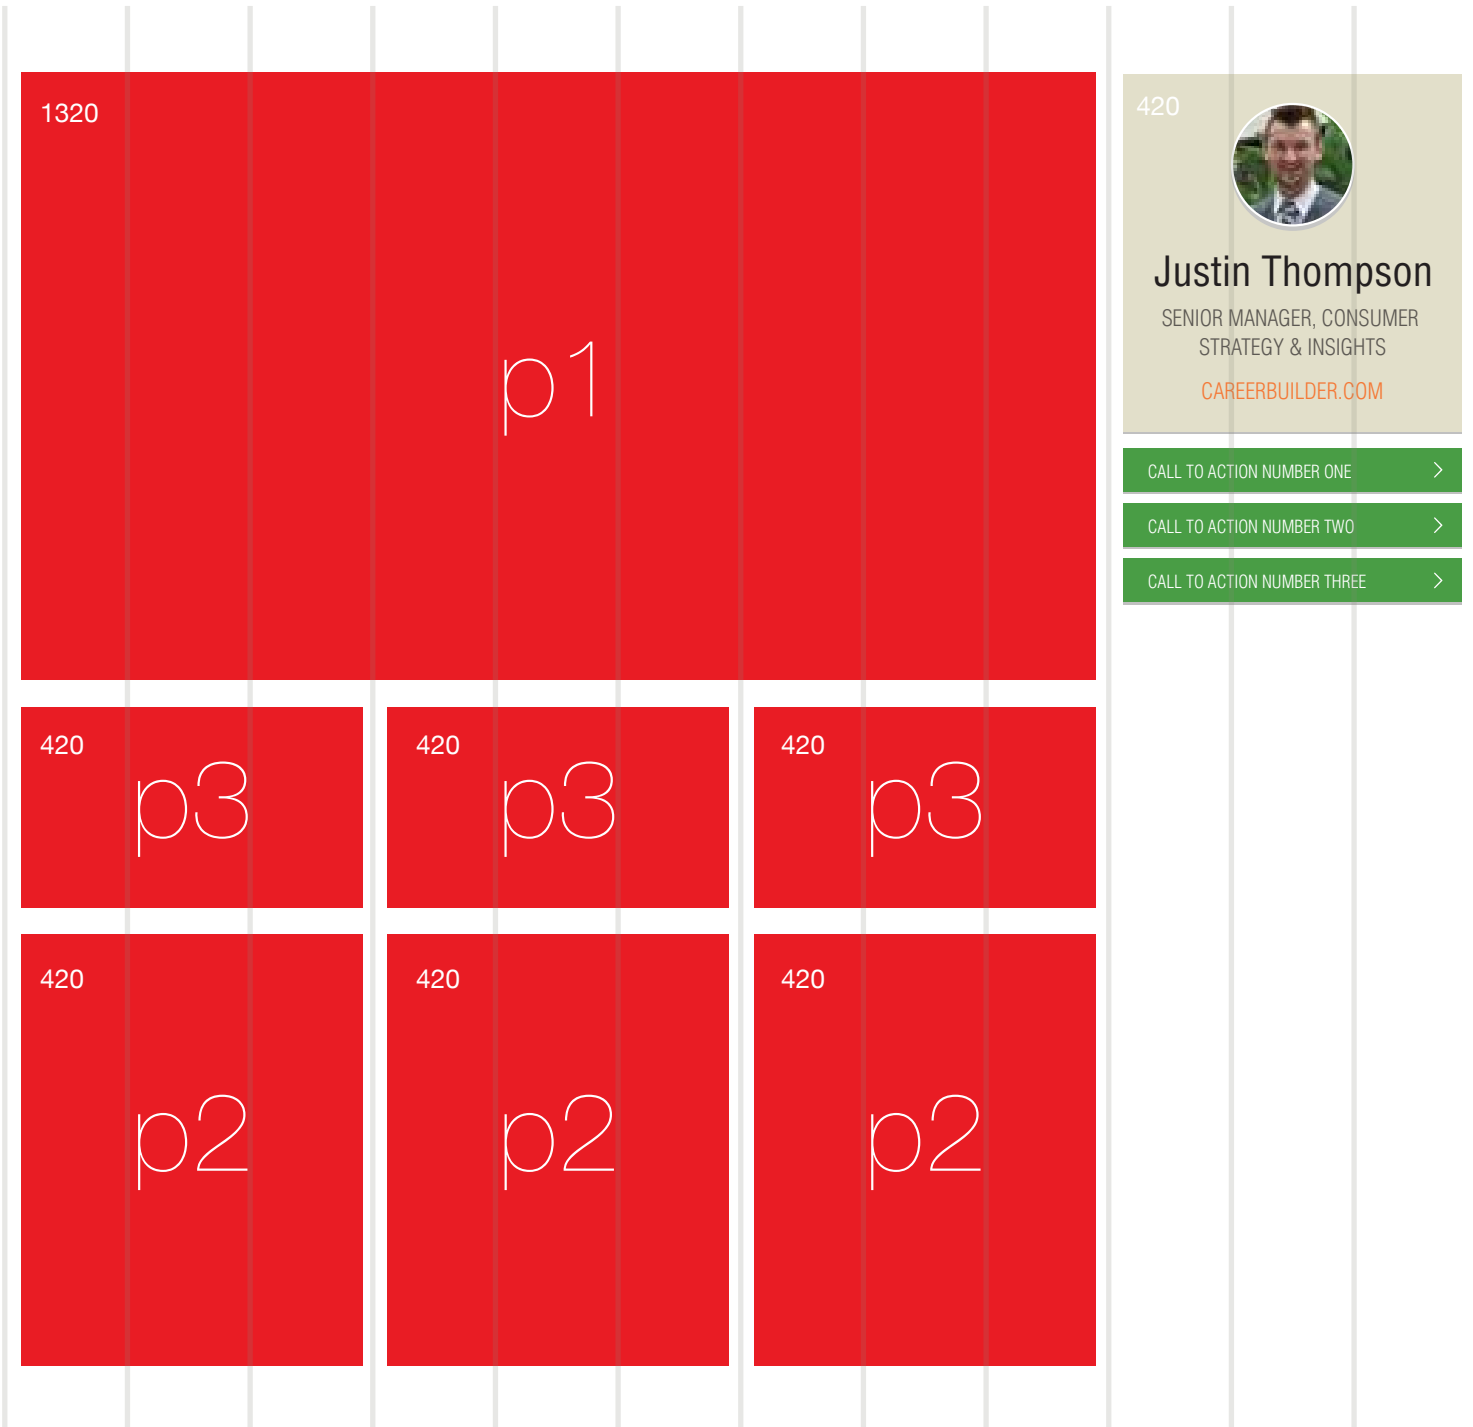 1320
p1
420
Justin Thompson
SENIOR MANAGER, CONSUMER
STRATEGY & INSIGHTS
CAREERBUILDER.COM
CALL TO ACTION NUMBER ONE
CALL TO ACTION NUMBER TWO
CALL TO ACTION NUMBER THREE
420
p3
420
p3
420
p3
420
p2
420
p2
420
p2